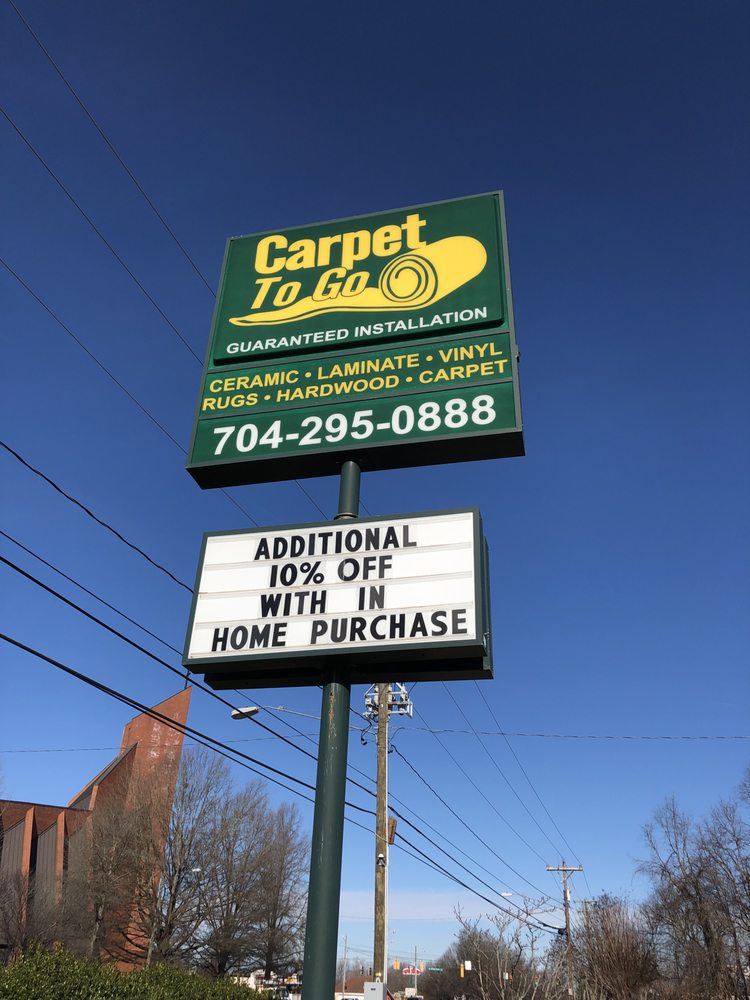 Carpet
To Go
GUARANTEED INSTALLATION
CERAMIC • LAMINATE • VINYL
RUGS • HARDWOOD • CARPET
704-295-0888
ADDITIONAL
10% OFF
WITH IN
HOME PURCHASE